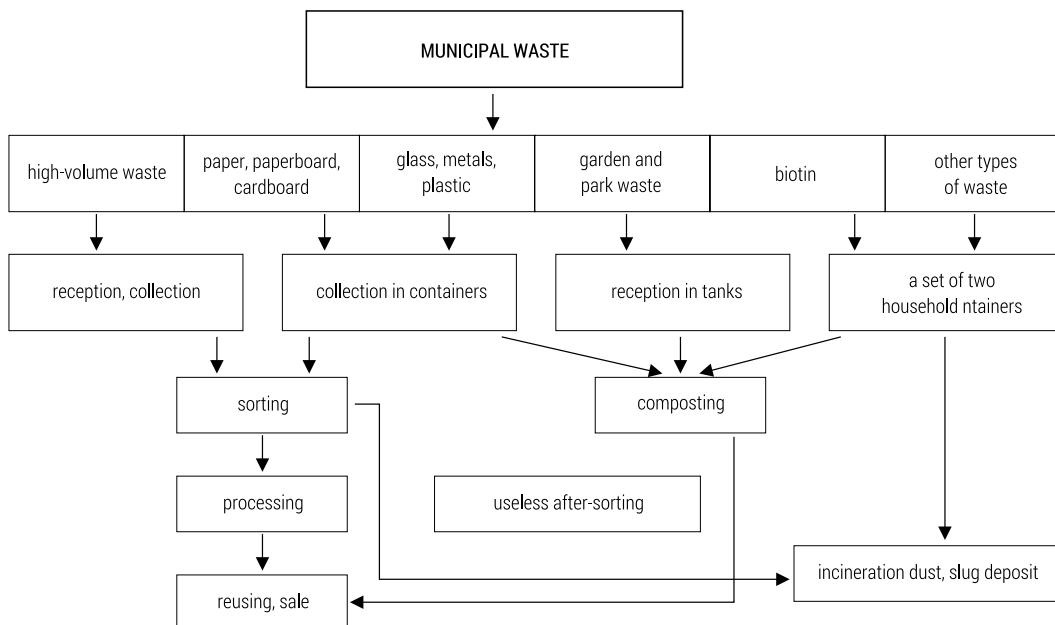 MUNICIPAL WASTE
high-volume waste
paper, paperboard,
cardboard
glass, metals,
plastic
garden and
park waste
biotin
other types
of waste
reception, collection
collection in containers
reception in tanks
a set of two
household ntainers
sorting
composting
processing
useless after-sorting
incineration dust, slug deposit
reusing, sale